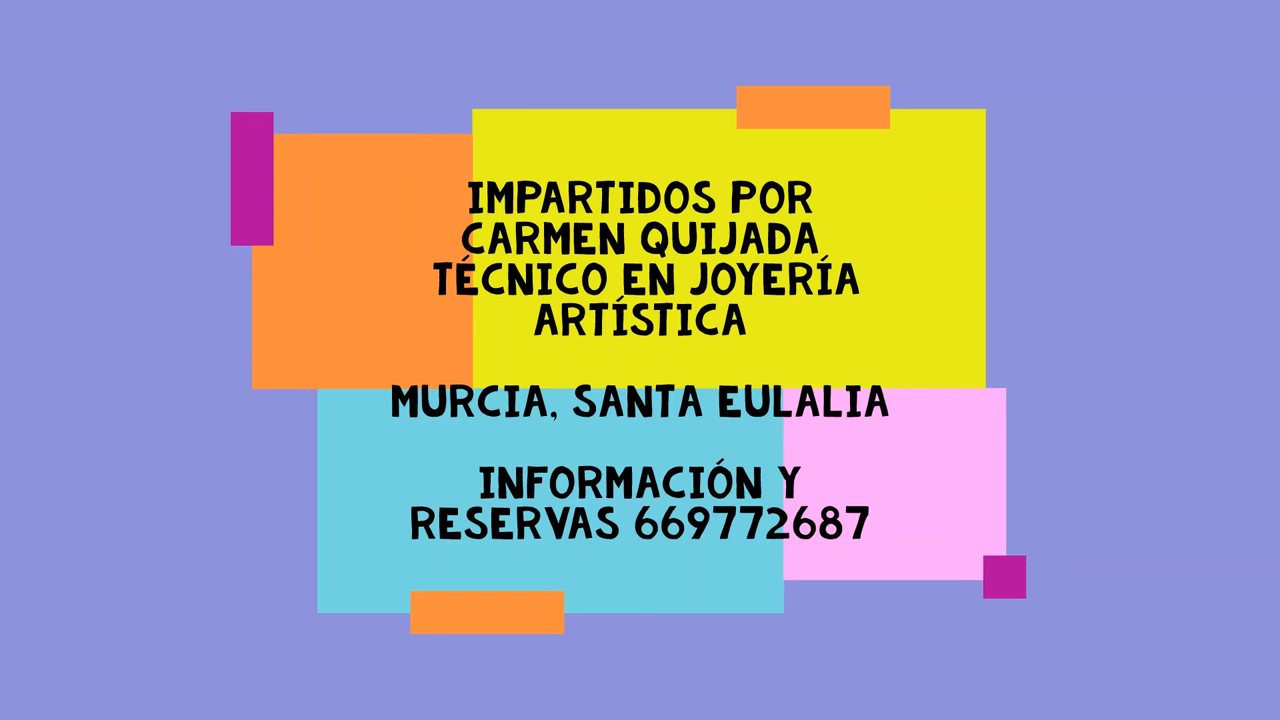 IMPARTIDOS POR
CARMEN QUIJADA
TÉCNICO EN JOYERÍA
ARTÍSTICA
MURCIA, SANTA EULALIA
INFORMACIÓN Y
RESERVAS 669772687